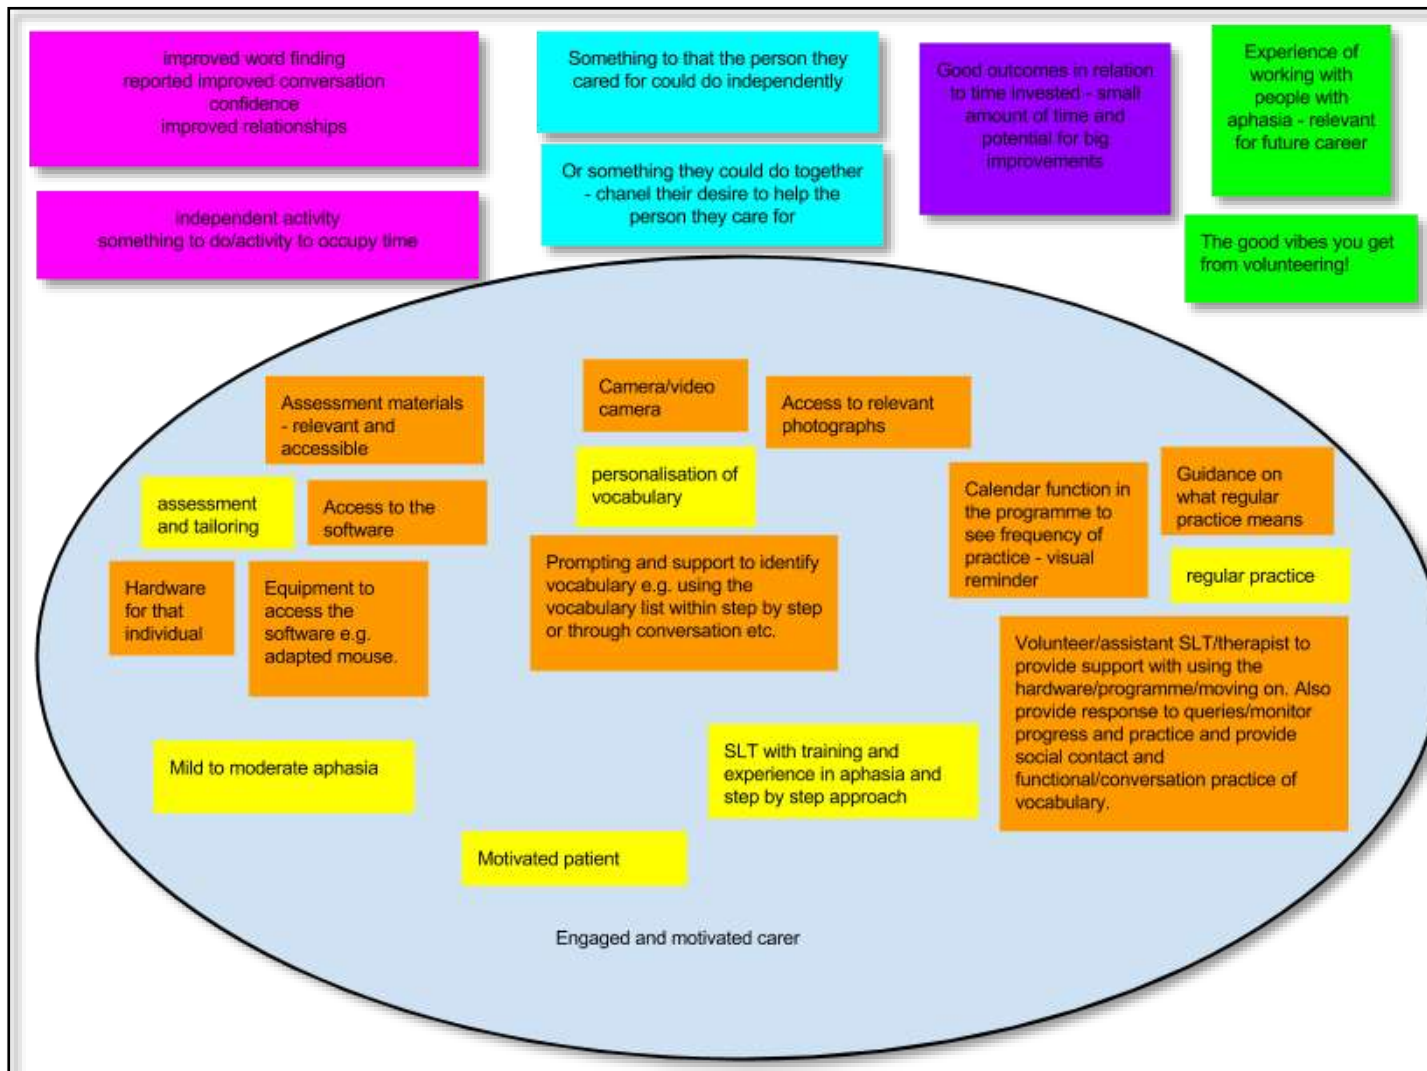 improved word finding
reported improved conversation
confidence
improved relationships
independent activity
something to do/activity to occupy time
Something to that the person they
cared for could do independently
Or something they could do together
- chanel their desire to help the
person they care for
Good outcomes in relation
to time invested - small
amount of time and
potential for big
improvements
Experience of
working with
people with
aphasia - relevant
for future career
The good vibes you get
from volunteering!
Assessment materials
- relevant and
accessible
assessment
and tailoring
Access to the
software
Hardware
for that
individual
Equipment to
access the
software e.g.
adapted mouse.
Camera/video
camera
Access to relevant
photographs
personalisation of
vocabulary
Prompting and support to identify
vocabulary e.g. using the
vocabulary list within step by step
or through conversation etc.
Calendar function in
the programme to
see frequency of
practice - visual
reminder
Guidance on
what regular
practice means
regular practice
Volunteer/assistant SLT/therapist to
provide support with using the
hardware/programme/moving on. Also
provide response to queries/monitor
progress and practice and provide
social contact and
functional/conversation practice of
vocabulary.
Mild to moderate aphasia
SLT with training and
experience in aphasia and
step by step approach
Motivated patient
Engaged and motivated carer